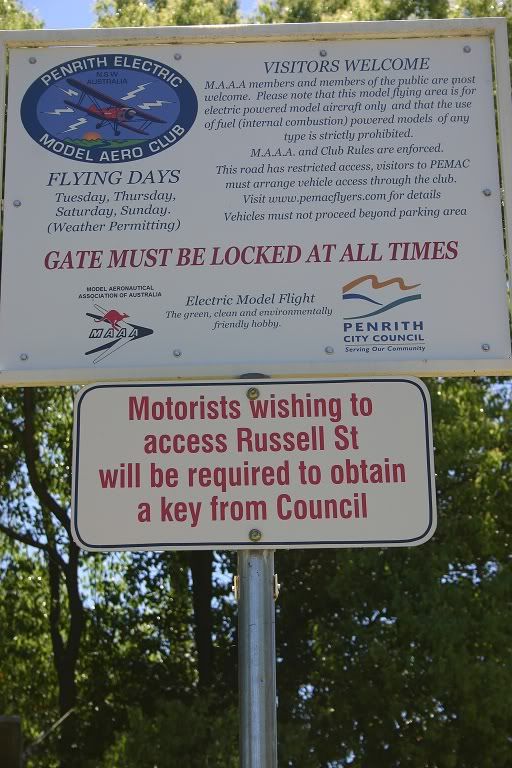 PENRITH ELECTRIC
N.S.W
AUSTRALIA
MODEL AERO CLUB
FLYING DAYS
Tuesday, Thursday,
Saturday, Sunday.
(Weather Permitting)
VISITORS WELCOME
M.A.A.A members and members of the public are most
welcome. Please note that this model flying area is for
electric powered model aircraft only and that the use
of fuel (internal combustion) powered models of any
type is strictly prohibited.
M.A.A.A. and Club Rules are enforced.
This road has restricted access, visitors to PEMAC
must arrange vehicle access through the club.
Visit www.pemacflyers.com for details
Vehicles must not proceed beyond parking area
GATE MUST BE LOCKED AT ALL TIMES
MODEL AERONAUTICAL
ASSOCIATION OF AUSTRALIA
MAAA
Electric Model Flight
The green, clean and environmentally
friendly hobby.
PENRITH
CITY COUNCIL
Serving Our Community
Motorists wishing to
access Russell St
will be required to obtain
a key from Council